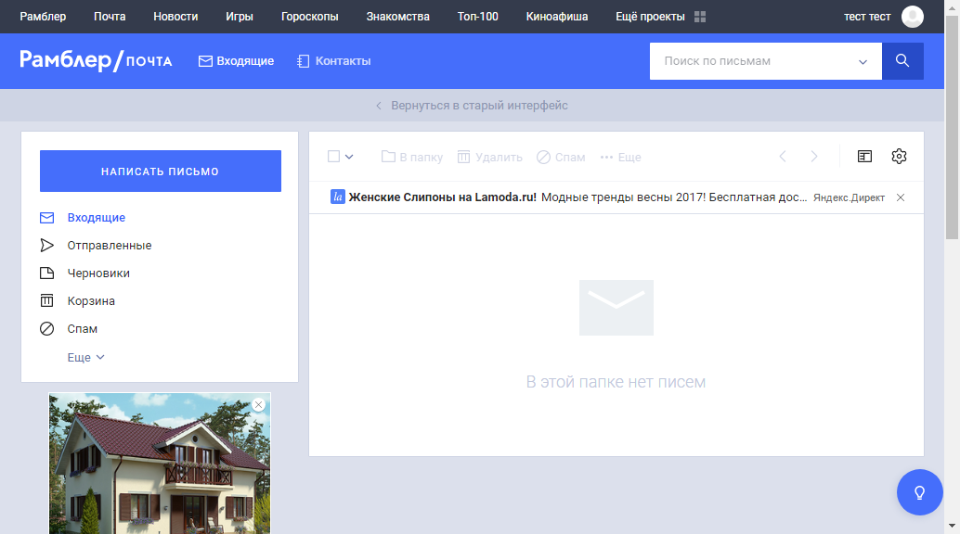 Рамблер Почта Новости Игры Гороскопы Знакомства Топ-100 Киноафиша Ещё проекты тест тест
Рамблер/почта Входящие Контакты Поиск по письмам
Вернуться в старый интерфейс
НАПИСАТЬ ПИСЬМО
Входящие
Отправленные
Черновики
Корзина
Спам
Еще
В папку Удалить Спам Еще
la Женские Слипоны на Lamoda.ru! Модные тренды весны 2017! Бесплатная дос... Яндекс.Директ
В этой папке нет писем